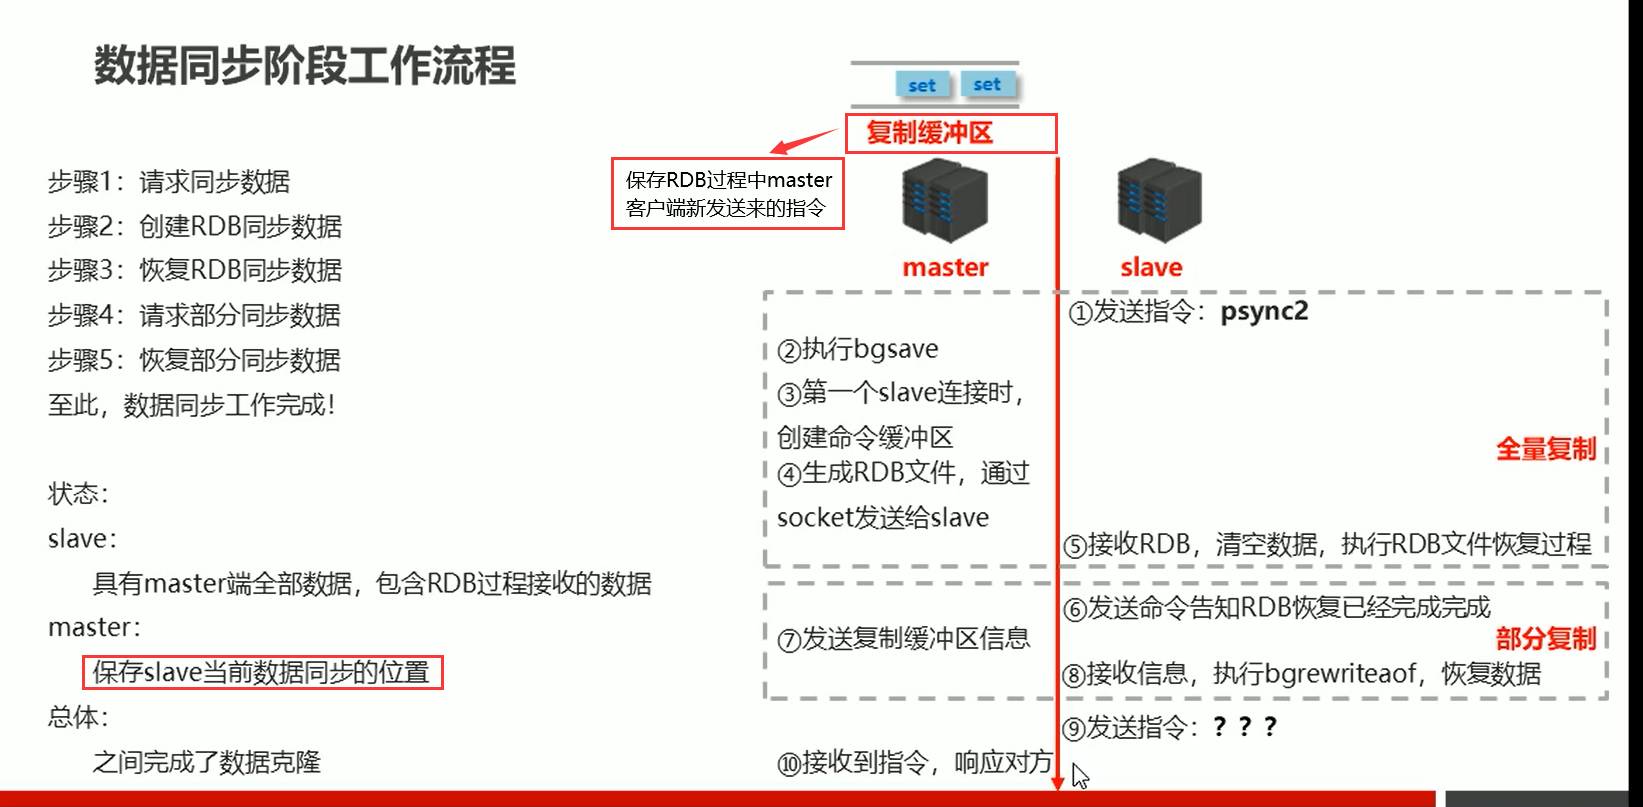 数据同步阶段工作流程
步骤1：请求同步数据
步骤2：创建RDB同步数据
步骤3：恢复RDB同步数据
步骤4：请求部分同步数据
步骤5：恢复部分同步数据
至此，数据同步工作完成！
状态：
slave：
具有master端全部数据，包含RDB过程接收的数据
master：
保存slave当前数据同步的位置
总体：
之间完成了数据克隆
set set
复制缓冲区
保存RDB过程中master
客户端新发送来的指令
master
slave
①发送指令：psync2
②执行bgsave
③第一个slave连接时，
创建命令缓冲区
④生成RDB文件，通过
socket发送给slave
全量复制
⑤接收RDB，清空数据，执行RDB文件恢复过程
⑥发送命令告知RDB恢复已经完成完成
⑦发送复制缓冲区信息
部分复制
⑧接收信息，执行bgrewriteaof，恢复数据
⑨发送指令：？？？
⑩接收到指令，响应对方